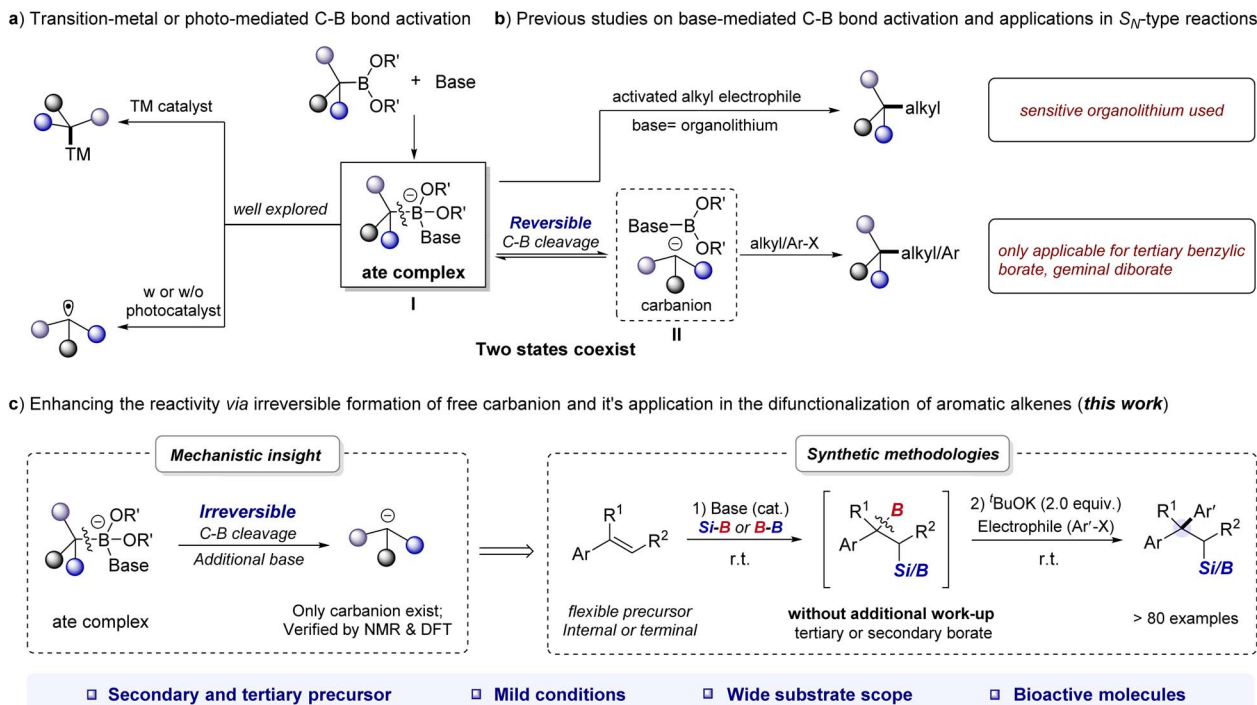 a) Transition-metal or photo-mediated C-B bond activation
b) Previous studies on base-mediated C-B bond activation and applications in SN-type reactions
TM catalyst
TM
well explored
w or w/o
photocatalyst
B
OR'
OR'
+ Base
⊖
OR'
B
OR'
Base
ate complex
I
activated alkyl electrophile
base= organolithium
alkyl
sensitive organolithium used
Reversible
C-B cleavage
OR'
Base
B
⊖
OR'
carbanion
II
alkyl/Ar-X
alkyl/Ar
only applicable for tertiary benzylic
borate, geminal diborate
Two states coexist
c) Enhancing the reactivity via irreversible formation of free carbanion and it's application in the difunctionalization of aromatic alkenes (this work)
Mechanistic insight
⊖
OR'
B
OR'
Base
ate complex
Irreversible
C-B cleavage
Additional base
⊖
Only carbanion exist;
Verified by NMR & DFT
Synthetic methodologies
R1
Ar
R2
flexible precursor
Internal or terminal
1) Base (cat.)
Si-B or B-B
r.t.
R1
B
R2
Ar
Si/B
without additional work-up
tertiary or secondary borate
2) tBuOK (2.0 equiv.)
Electrophile (Ar′-X)
r.t.
R1
Ar'
R2
Ar
Si/B
> 80 examples
Secondary and tertiary precursor
Mild conditions
Wide substrate scope
Bioactive molecules